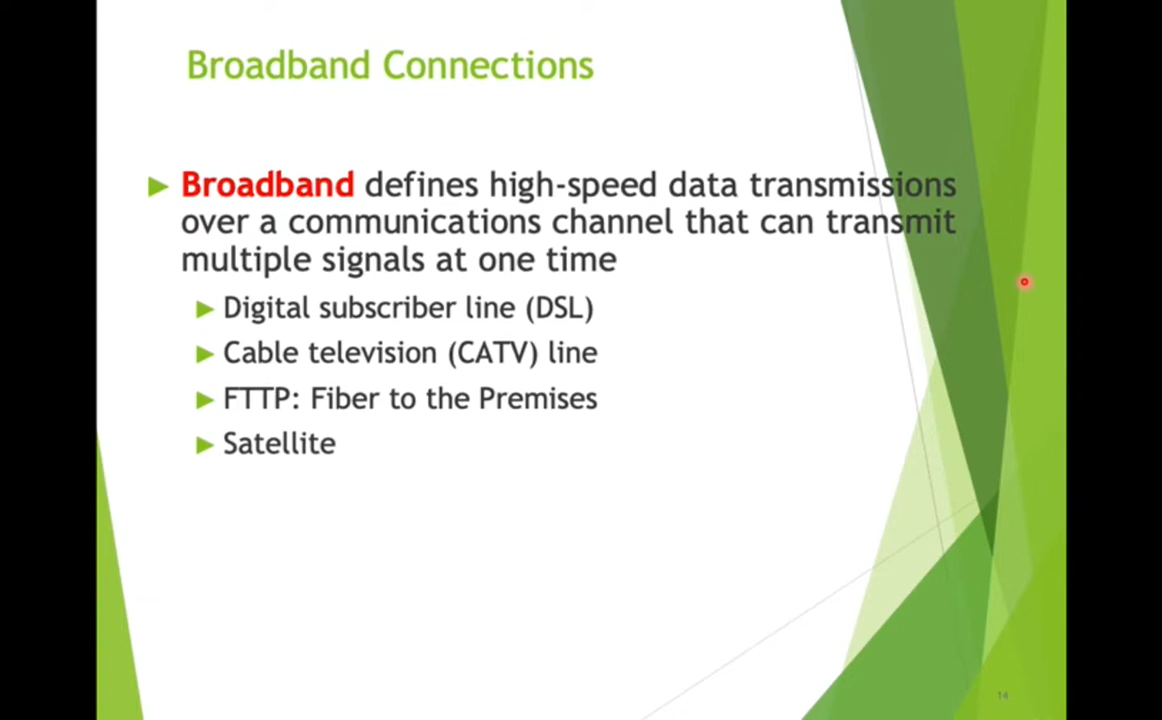 Broadband Connections
Broadband defines high-speed data transmissions
over a communications channel that can transmit
multiple signals at one time
Digital subscriber line (DSL)
Cable television (CATV) line
FTTP: Fiber to the Premises
Satellite
14